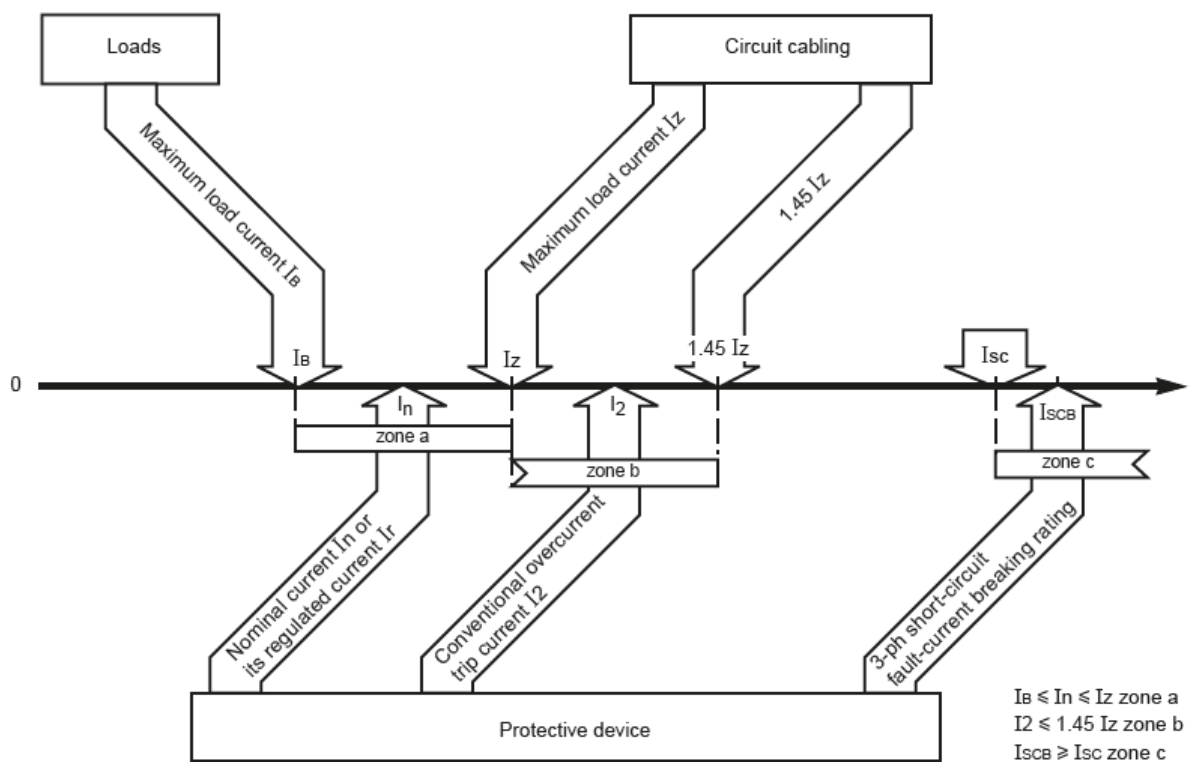 Loads
Circuit cabling
Maximum load current IB
Maximum load current Iz
1.45 Iz
IB
Iz
1.45 Iz
Isc
0
In
I2
ISCB
zone a
zone b
zone c
Nominal current In or
its regulated current Ir
Conventional overcurrent
trip current I2
3-ph short-circuit
fault-current breaking rating
Protective device
IB ⩽ In ⩽ Iz zone a
I2 ⩽ 1.45 Iz zone b
ISCB ⩾ ISC zone c